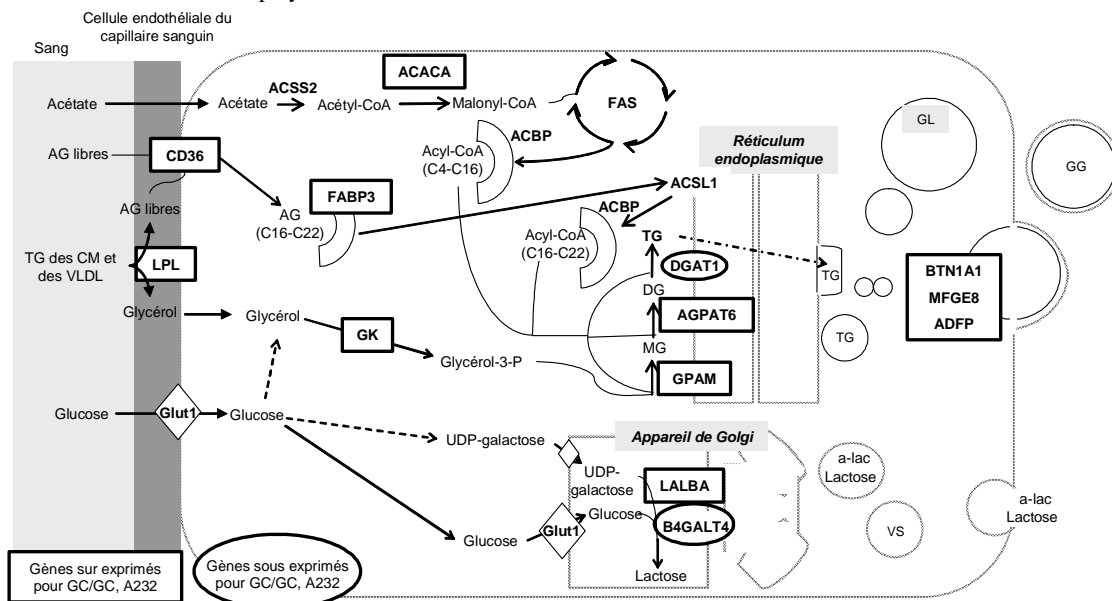 Cellule endothéliale du
capillaire sanguin
Sang
ACACA
ACSS2
Acétate
Acétate
Acétyl-CoA
Malonyl-CoA
FAS
ACBP
AG libres
CD36
Acyl-CoA
(C4-C16)
Réticulum
endoplasmique
GL
GG
FABP3
ACSL1
AG libres
AG
(C16-C22)
ACBP
Acyl-CoA
(C16-C22)
TG
TG des CM et
des VLDL
LPL
DGAT1
TG
DG
BTN1A1
MFGE8
ADFP
Glycérol
Glycérol
GK
AGPAT6
TG
MG
Glycérol-3-P
GPAM
Glucose
Glut1
Glucose
UDP-galactose
Appareil de Golgi
UDP-
galactose
LALBA
a-lac
Lactose
Glucose
B4GALT4
Glut1
Glucose
VS
a-lac
Lactose
Lactose
Gènes sur exprimés
pour GC/GC, A232
Gènes sous exprimés
pour GC/GC, A232